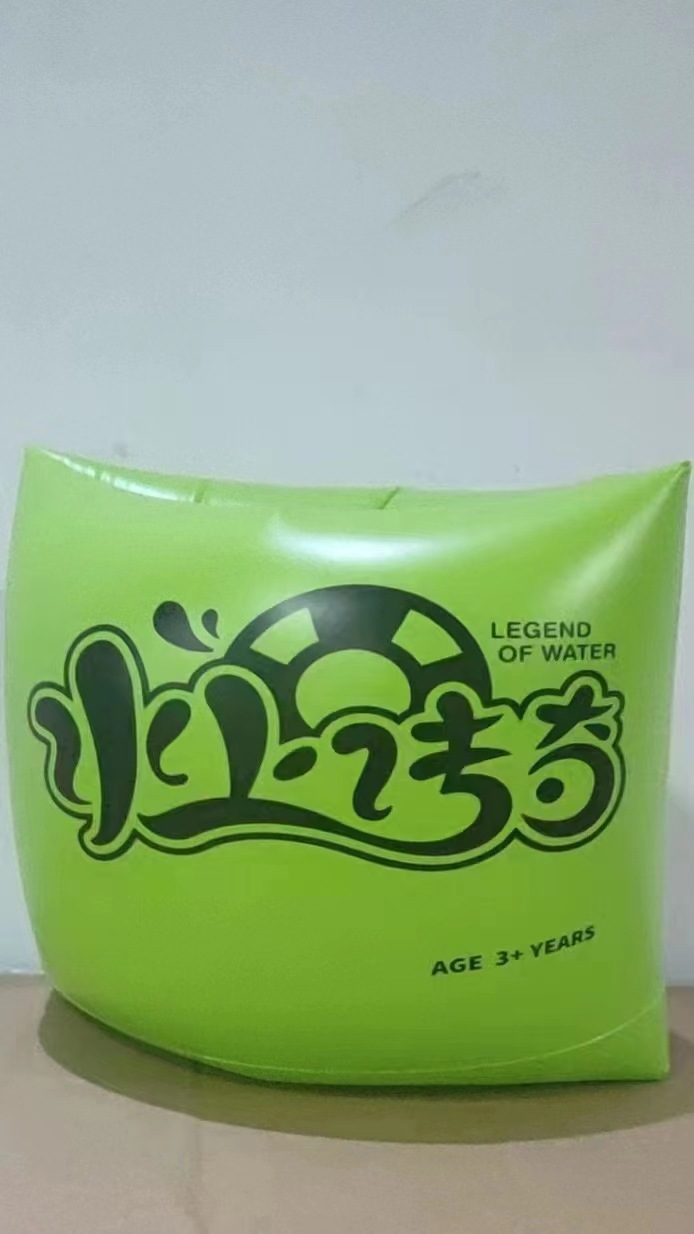 LEGEND
OF WATER
水上传奇
AGE 3+ YEARS